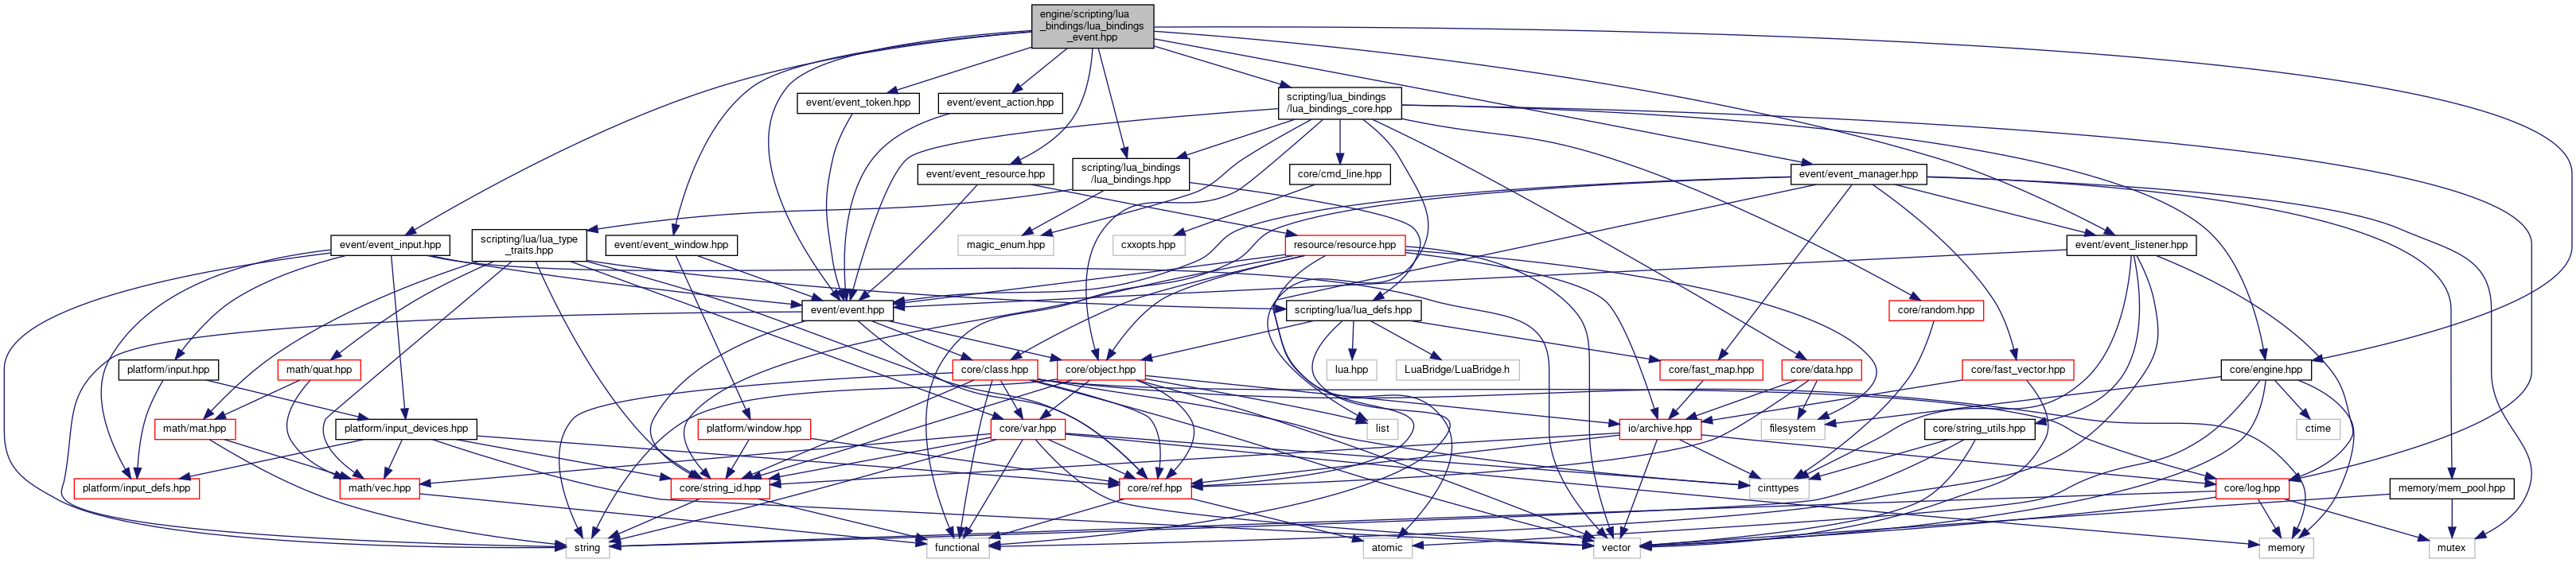 engine/scripting/lua
_bindings/lua_bindings
_event.hpp
event/event_token.hpp
event/event_action.hpp
scripting/lua_bindings
/lua_bindings_core.hpp
event/event_resource.hpp
scripting/lua_bindings
/lua_bindings.hpp
core/cmd_line.hpp
event/event_manager.hpp
event/event_input.hpp
scripting/lua/lua_type
_traits.hpp
event/event_window.hpp
magic_enum.hpp
cxxopts.hpp
resource/resource.hpp
event/event_listener.hpp
event/event.hpp
scripting/lua/lua_defs.hpp
core/random.hpp
platform/input.hpp
math/quat.hpp
core/class.hpp
core/object.hpp
lua.hpp
LuaBridge/LuaBridge.h
core/fast_map.hpp
core/data.hpp
core/fast_vector.hpp
core/engine.hpp
math/mat.hpp
platform/input_devices.hpp
platform/window.hpp
core/var.hpp
list
io/archive.hpp
filesystem
core/string_utils.hpp
ctime
platform/input_defs.hpp
math/vec.hpp
core/string_id.hpp
core/ref.hpp
cinttypes
core/log.hpp
memory/mem_pool.hpp
string
functional
atomic
vector
memory
mutex